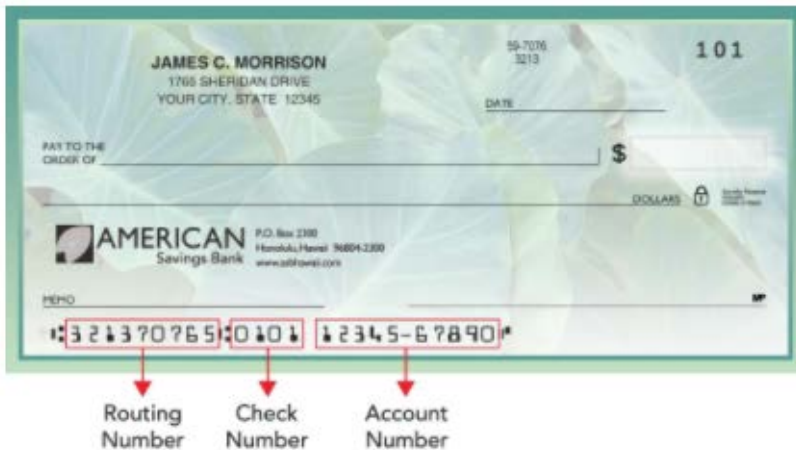 JAMES C. MORRISON
1765 SHERIDAN DRIVE
YOUR CITY, STATE 12345
59-7076
3213
101
DATE
PAY TO THE
ORDER OF
$
DOLLARS
AMERICAN
Savings Bank
P.O. Box 2300
Honolulu, Hawaii 96804-2300
www.asbhawaii.com
MEMO
MP
⑆321370765⑆0101 12345-67890⑈
Routing
Number
Check
Number
Account
Number